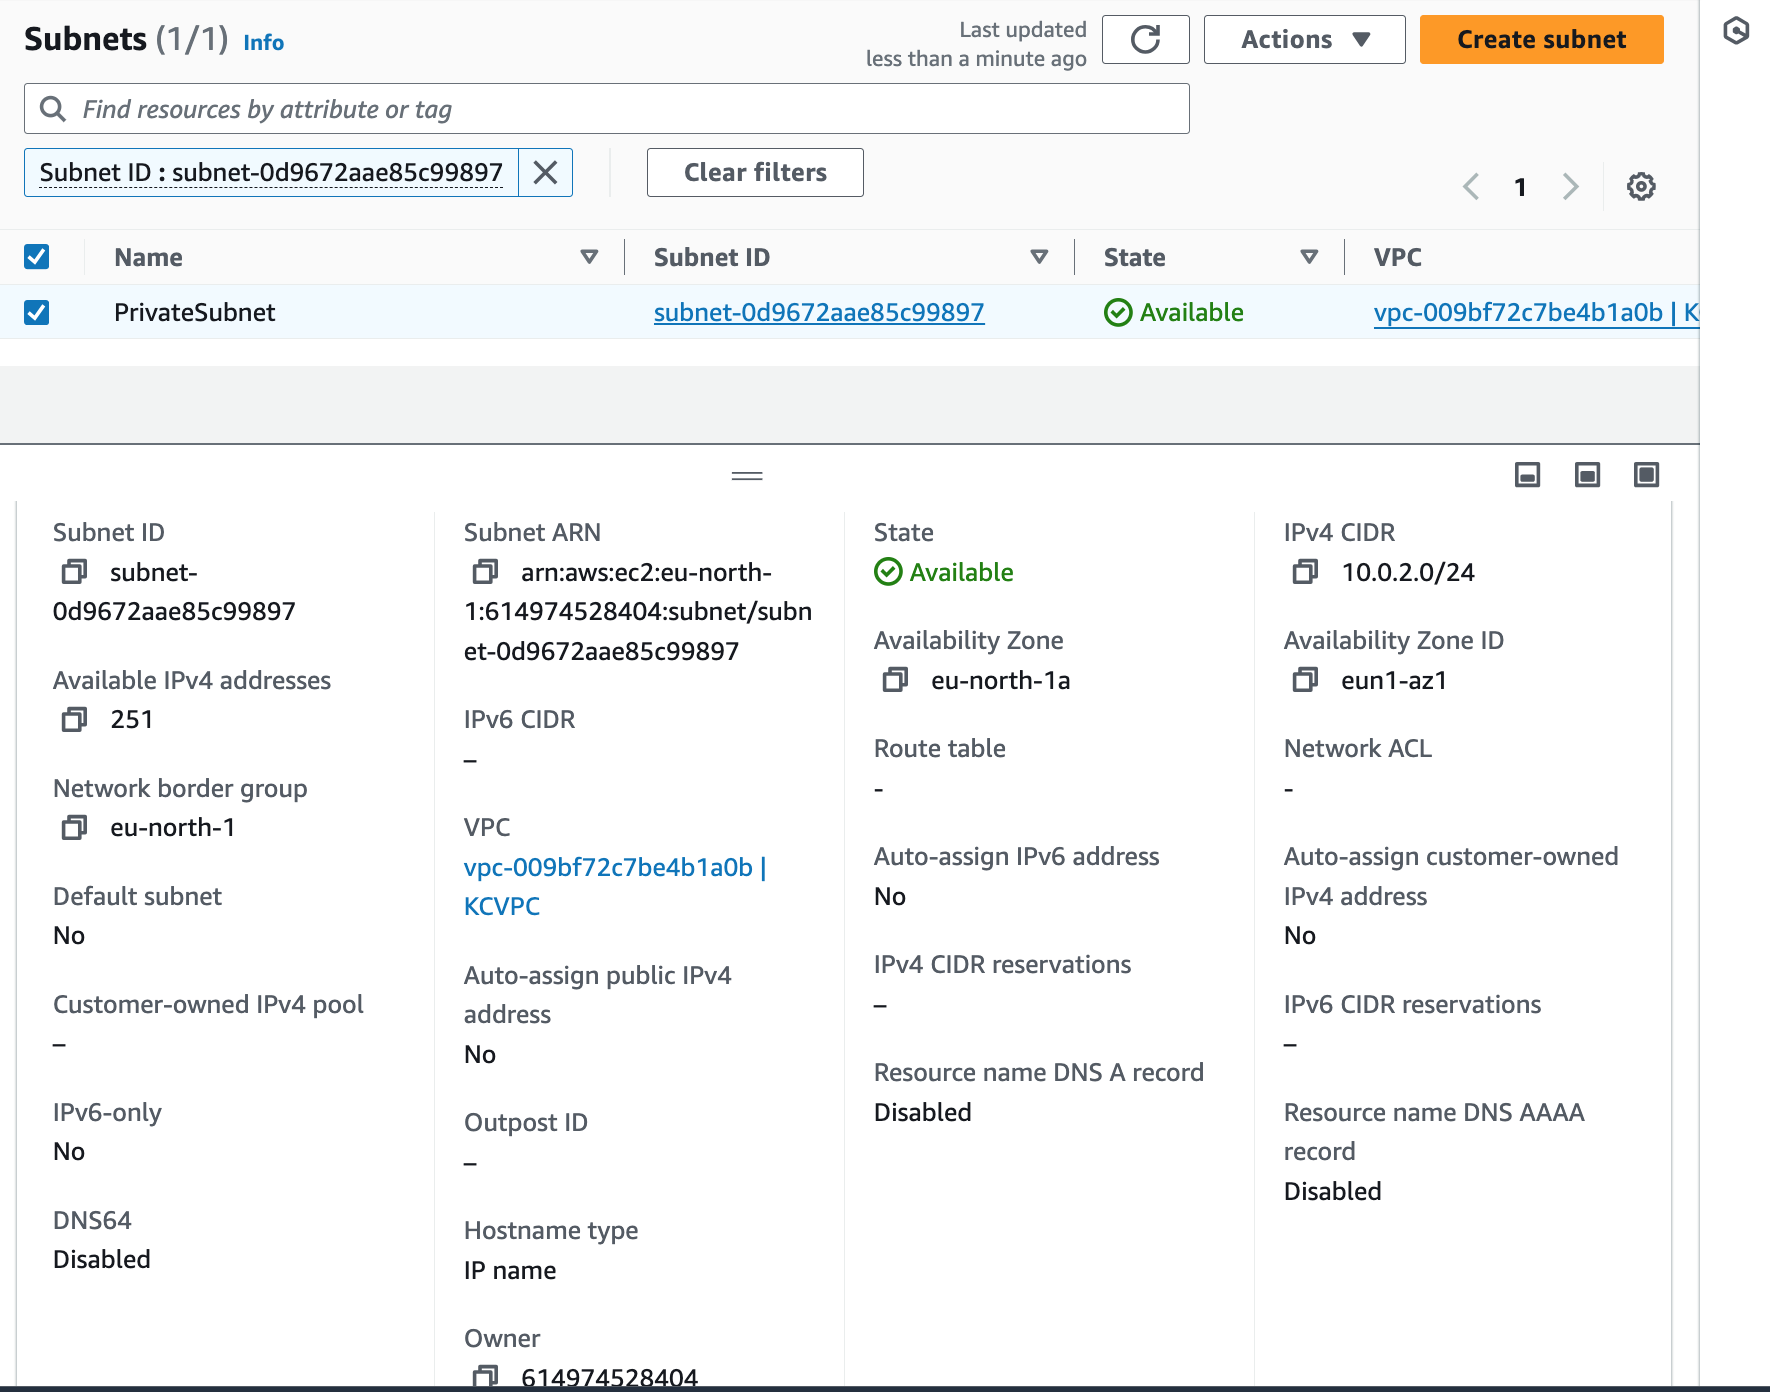 Subnets (1/1) Info
Last updated
less than a minute ago
Actions
Create subnet
Find resources by attribute or tag
Subnet ID : subnet-0d9672aae85c99897
Clear filters
1
Name
Subnet ID
State
VPC
PrivateSubnet
subnet-0d9672aae85c99897
Available
vpc-009bf72c7be4b1a0b | K
Subnet ID
subnet-
0d9672aae85c99897
Available IPv4 addresses
251
Network border group
eu-north-1
Default subnet
No
Customer-owned IPv4 pool
–
IPv6-only
No
DNS64
Disabled
Subnet ARN
arn:aws:ec2:eu-north-
1:614974528404:subnet/subn
et-0d9672aae85c99897
IPv6 CIDR
–
VPC
vpc-009bf72c7be4b1a0b |
KCVPC
Auto-assign public IPv4
address
No
Outpost ID
–
Hostname type
IP name
Owner
614974528404
State
Available
Availability Zone
eu-north-1a
Route table
-
Auto-assign IPv6 address
No
IPv4 CIDR reservations
–
Resource name DNS A record
Disabled
IPv4 CIDR
10.0.2.0/24
Availability Zone ID
eun1-az1
Network ACL
-
Auto-assign customer-owned
IPv4 address
No
IPv6 CIDR reservations
–
Resource name DNS AAAA
record
Disabled